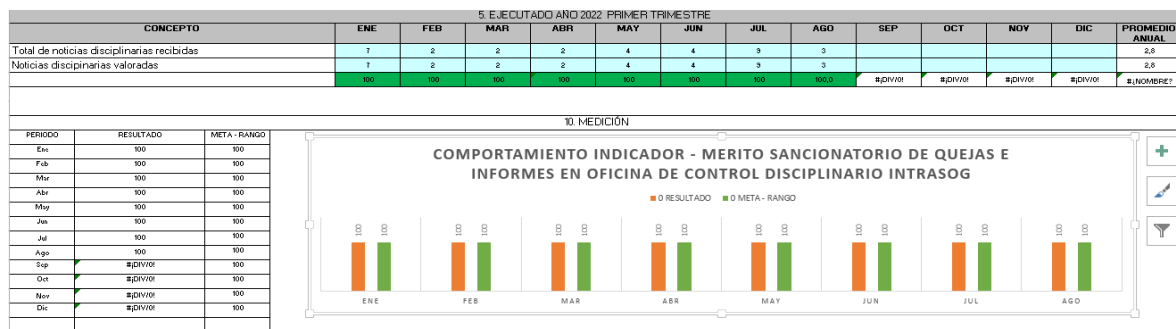 5. EJECUTADO AÑO 2022 PRIMER TRIMESTRE
CONCEPTO ENE FEB MAR ABR MAY JUN JUL AGO SEP OCT NOV DIC PROMEDIO ANUAL
Total de noticias disciplinarias recibidas 7 2 2 2 4 4 9 3 2,8
Noticias discipinarias valoradas 7 2 2 2 4 4 9 3 2,8
100 100 100 100 100 100 100 100,0 #¡DIV/0! #¡DIV/0! #¡DIV/0! #¡DIV/0! #¿NOMBRE?
10. MEDICIÓN
PERIODO RESULTADO META - RANGO
Ene 100 100
Feb 100 100
Mar 100 100
Abr 100 100
May 100 100
Jun 100 100
Jul 100 100
Ago 100 100
Sep #¡DIV/0! 100
Oct #¡DIV/0! 100
Nov #¡DIV/0! 100
Dic #¡DIV/0! 100
COMPORTAMIENTO INDICADOR - MERITO SANCIONATORIO DE QUEJAS E
INFORMES EN OFICINA DE CONTROL DISCIPLINARIO INTRASOG
0 RESULTADO 0 META - RANGO
100 100 100 100 100 100 100 100 100 100 100 100 100 100 100 100
ENE FEB MAR ABR MAY JUN JUL AGO